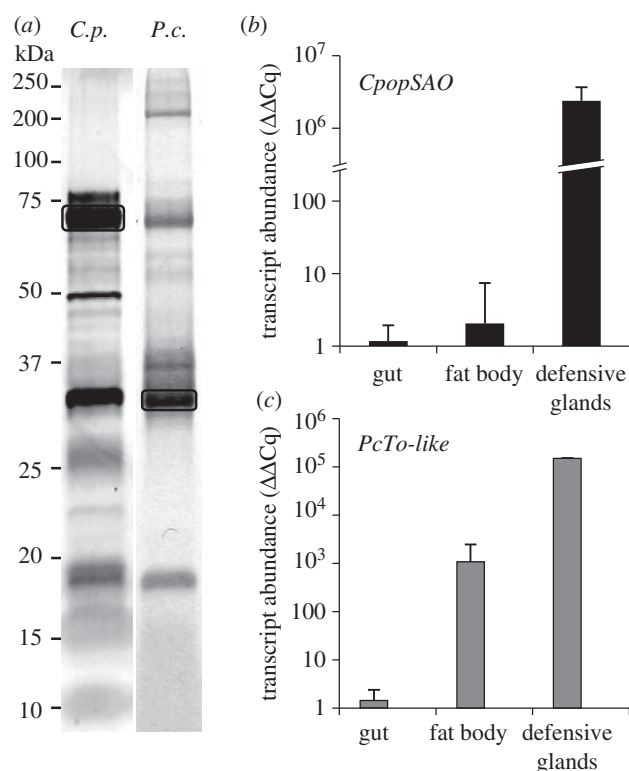 (a) C.p. P.c.
kDa
250
200
100
75
50
37
25
20
15
10
(b)
transcript abundance (ΔΔCq)
10⁷
10⁶
100
10
1
CpopSAO
gut fat body defensive
glands
(c)
transcript abundance (ΔΔCq)
10⁶
10⁵
10³
100
10
1
PcTo-like
gut fat body defensive
glands